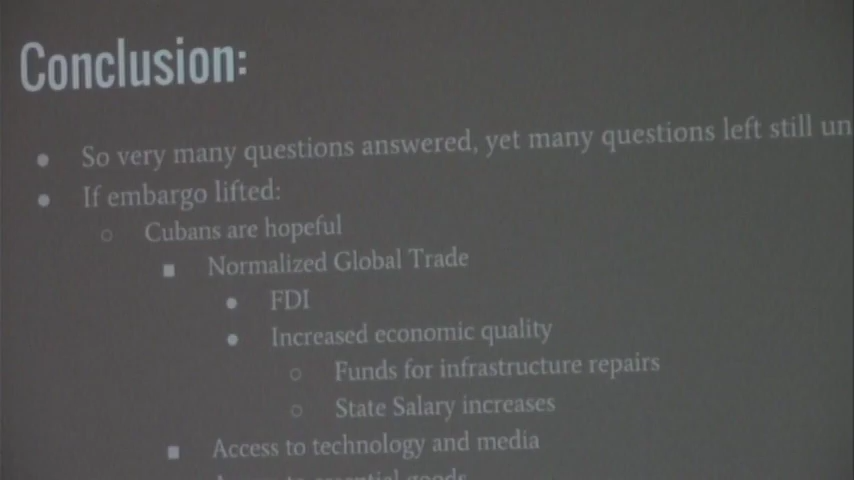 Conclusion:
So very many questions answered, yet many questions left still un
If embargo lifted:
Cubans are hopeful
Normalized Global Trade
FDI
Increased economic quality
Funds for infrastructure repairs
State Salary increases
Access to technology and media
goods